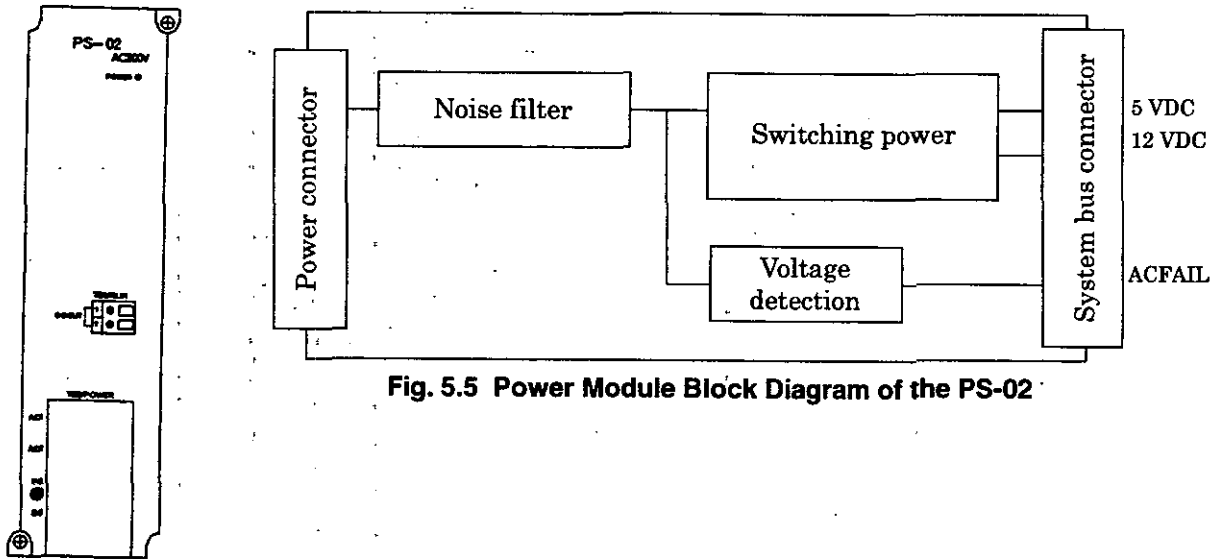 PS-02
AC200V
POWER
Power connector
Noise filter
Switching power
Voltage
detection
System bus connector
5 VDC
12 VDC
ACFAIL
Fig. 5.5 Power Module Block Diagram of the PS-02